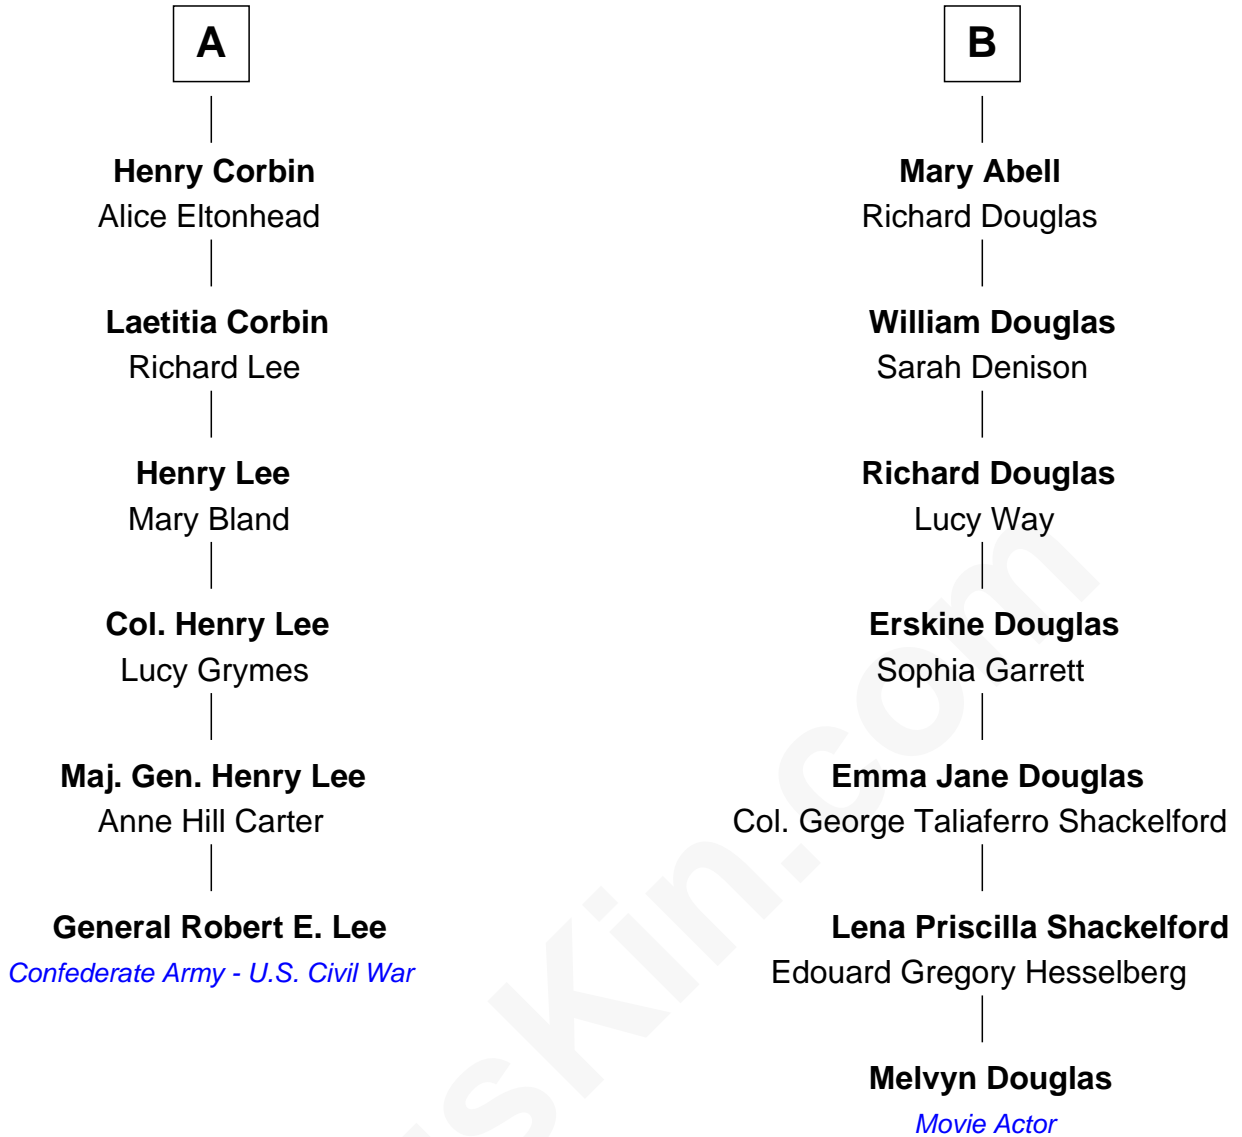 A
Henry Corbin
Alice Eltonhead
Laetitia Corbin
Richard Lee
Henry Lee
Mary Bland
Col. Henry Lee
Lucy Grymes
Maj. Gen. Henry Lee
Anne Hill Carter
General Robert E. Lee
Confederate Army - U.S. Civil War
B
Mary Abell
Richard Douglas
William Douglas
Sarah Denison
Richard Douglas
Lucy Way
Erskine Douglas
Sophia Garrett
Emma Jane Douglas
Col. George Taliaferro Shackelford
Lena Priscilla Shackelford
Edouard Gregory Hesselberg
Melvyn Douglas
Movie Actor
sKin.com